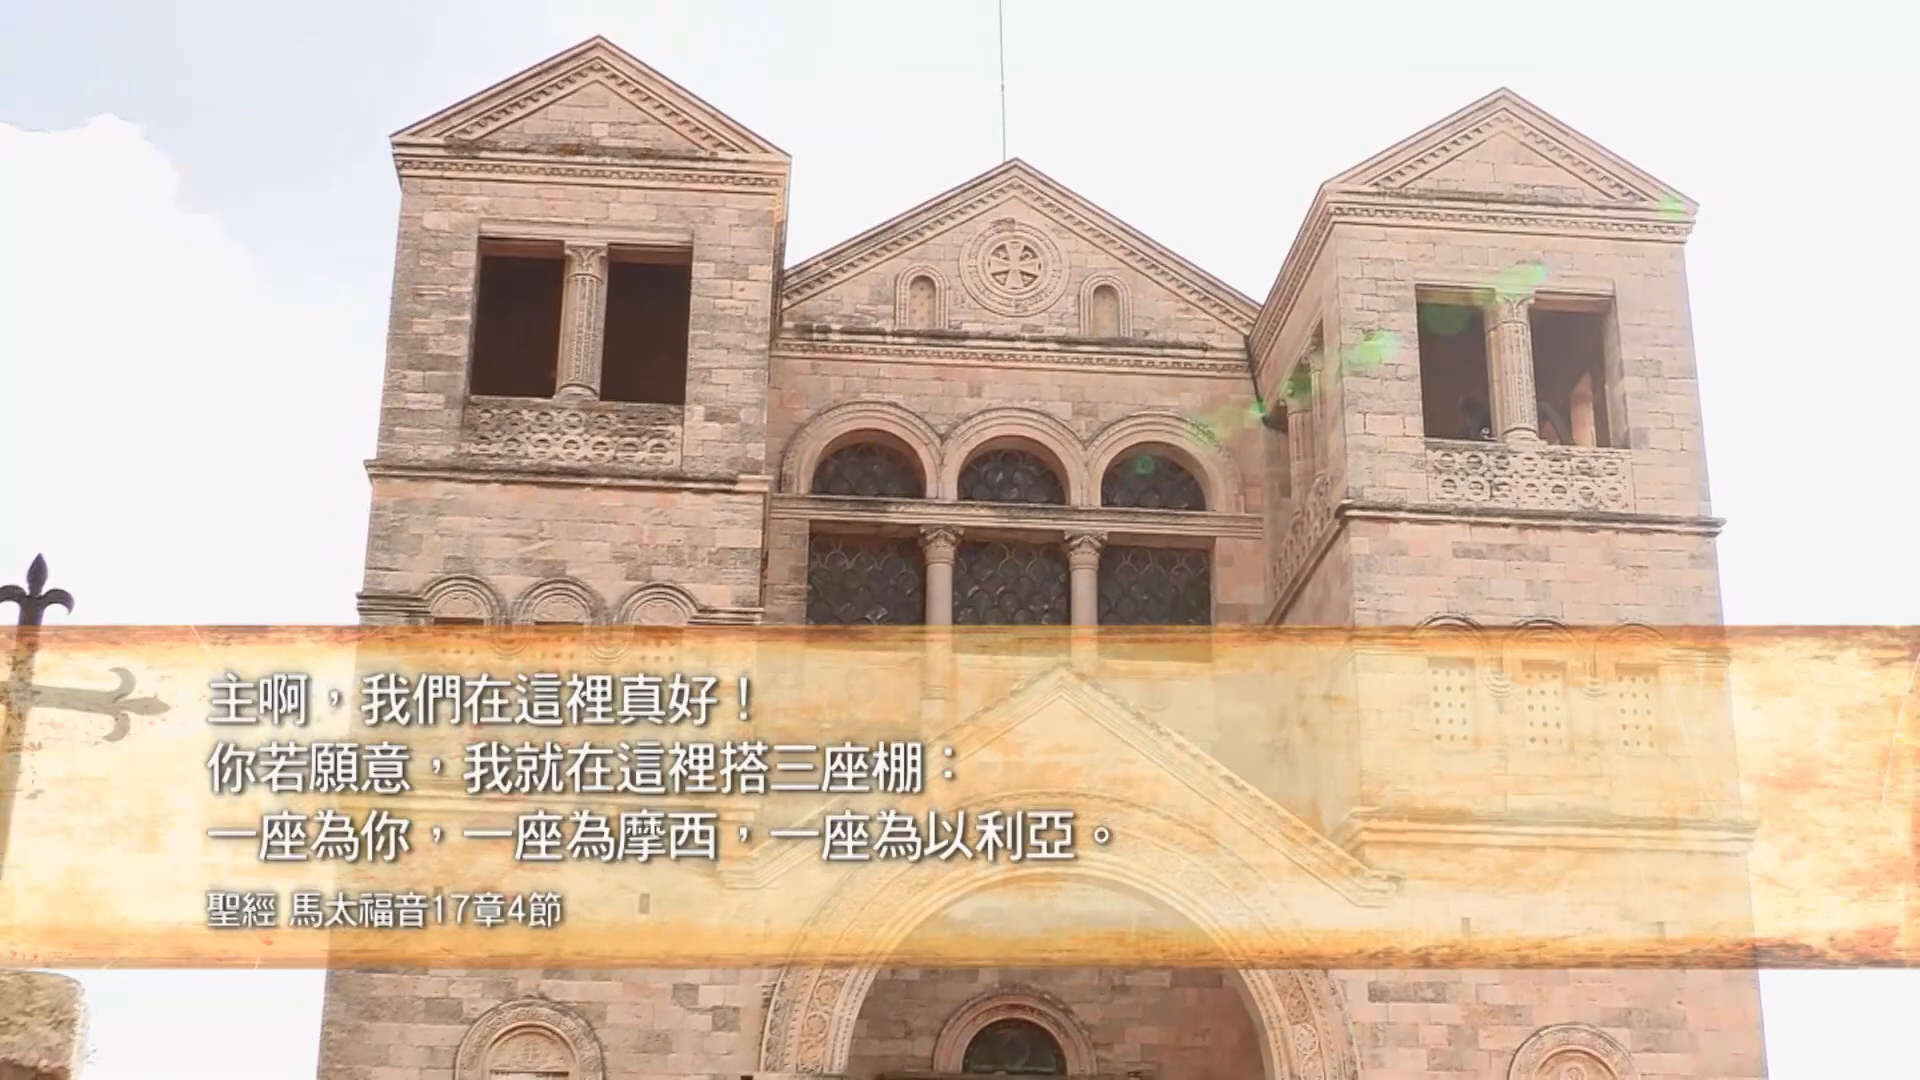 主啊，我們在這裡真好！
你若願意，我就在這裡搭三座棚：
一座為你，一座為摩西，一座為以利亞。
聖經 馬太福音17章4節